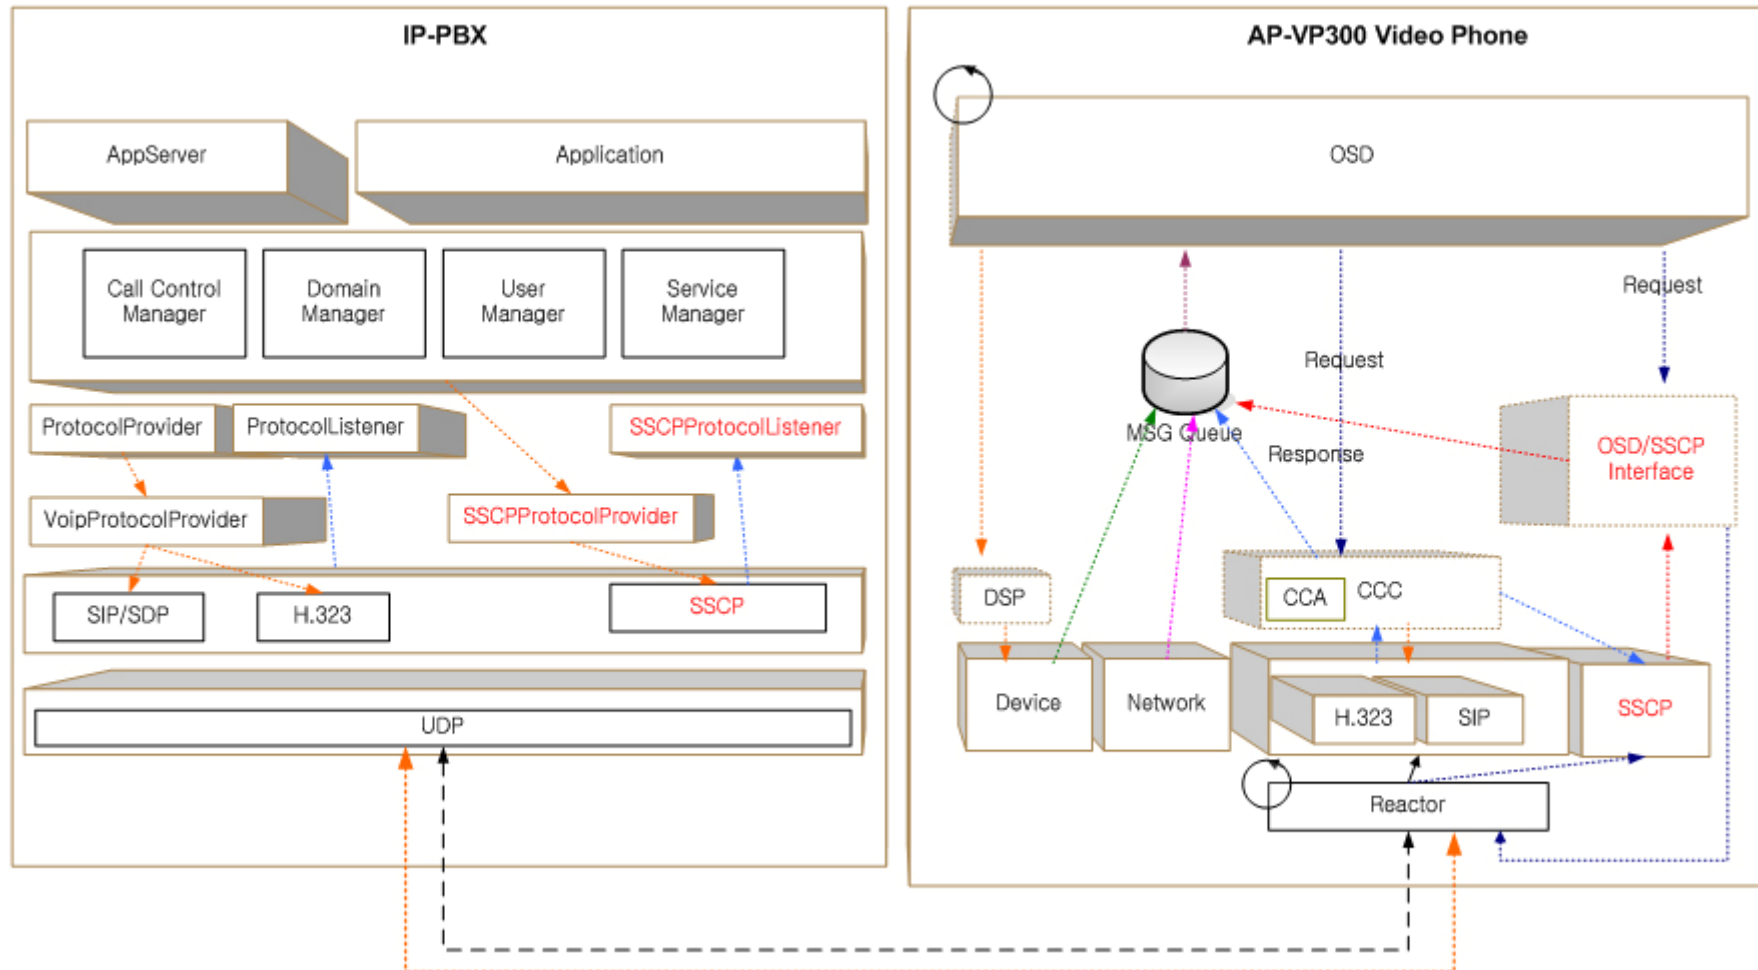 IP-PBX
AppServer
Application
Call Control
Manager
Domain
Manager
User
Manager
Service
Manager
ProtocolProvider
ProtocolListener
SSCPProtocolListener
VoipProtocolProvider
SSCPProtocolProvider
SIP/SDP
H.323
SSCP
UDP
AP-VP300 Video Phone
OSD
Request
Request
MSG Queue
Response
OSD/SSCP
Interface
DSP
CCA
CCC
Device
Network
H.323
SIP
SSCP
Reactor